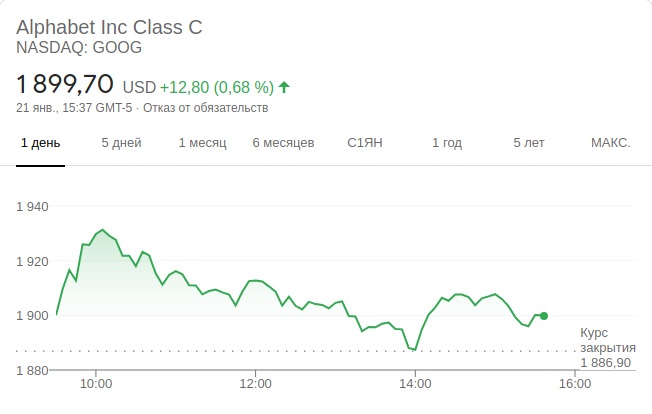 Alphabet Inc Class C
NASDAQ: GOOG
1 899,70 USD +12,80 (0,68 %)
21 янв., 15:37 GMT-5 · Отказ от обязательств
1 день 5 дней 1 месяц 6 месяцев С1ЯН 1 год 5 лет МАКС.
1 940
1 920
1 900
Курс
закрытия
1 886,90
1 880
10:00 12:00 14:00 16:00